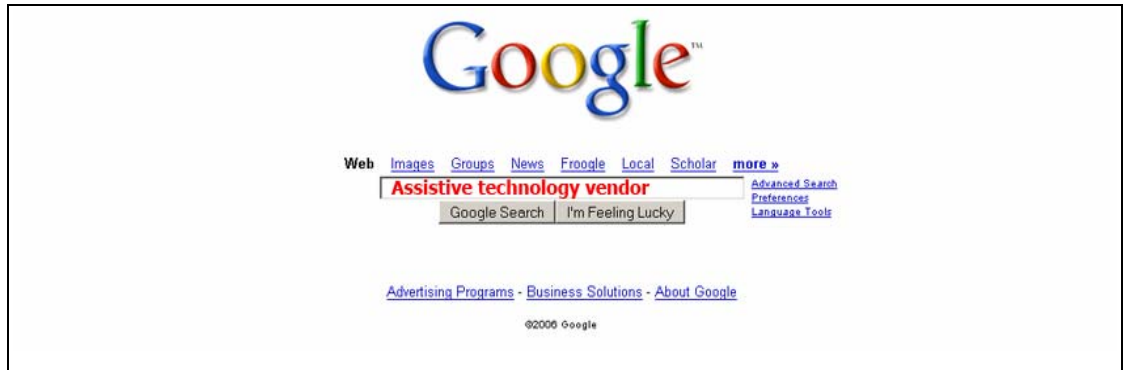 Google™
Web Images Groups News Froogle Local Scholar more »
Assistive technology vendor
Advanced Search
Preferences
Language Tools
Google Search I'm Feeling Lucky
Advertising Programs - Business Solutions - About Google
©2006 Google